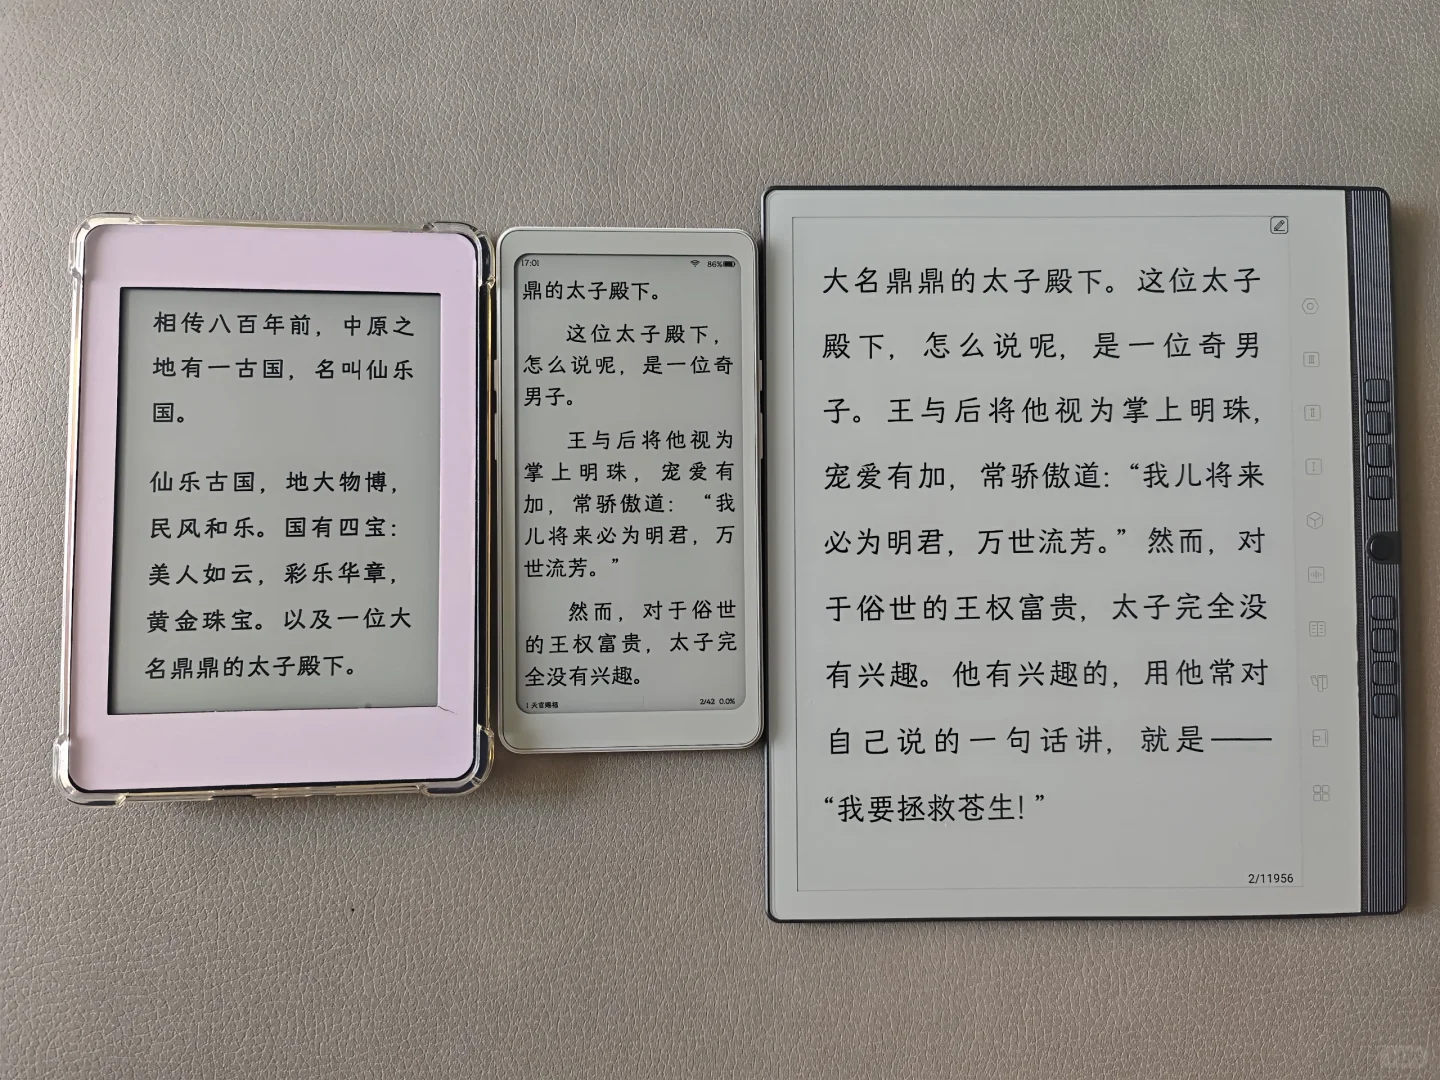 相传八百年前，中原之
地有一古国，名叫仙乐
国。
仙乐古国，地大物博，
民风和乐。国有四宝：
美人如云，彩乐华章，
黄金珠宝。以及一位大
名鼎鼎的太子殿下。
17:01
86%
鼎的太子殿下。
这位太子殿下，
怎么说呢，是一位奇
男子。
王与后将他视为
掌上明珠，宠爱有
加，常骄傲道：“我
儿将来必为明君，万
世流芳。”
然而，对于俗世
的王权富贵，太子完
全没有兴趣。
1 天官赐福
2/42 0.0%
大名鼎鼎的太子殿下。这位太子
殿下，怎么说呢，是一位奇男
子。王与后将他视为掌上明珠，
宠爱有加，常骄傲道：“我儿将来
必为明君，万世流芳。”然而，对
于俗世的王权富贵，太子完全没
有兴趣。他有兴趣的，用他常对
自己说的一句话讲，就是——
“我要拯救苍生！”
2/11956